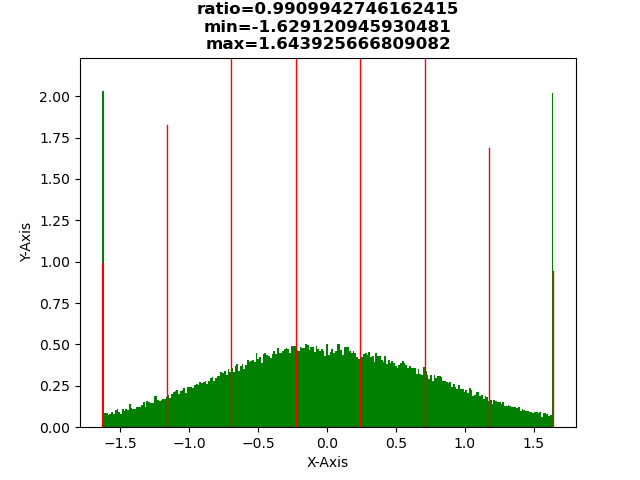 ratio=0.9909942746162415
min=-1.629120945930481
max=1.643925666809082
2.00
1.75
1.50
1.25
1.00
0.75
0.50
0.25
0.00
Y-Axis
−1.5 −1.0 −0.5 0.0 0.5 1.0 1.5
X-Axis